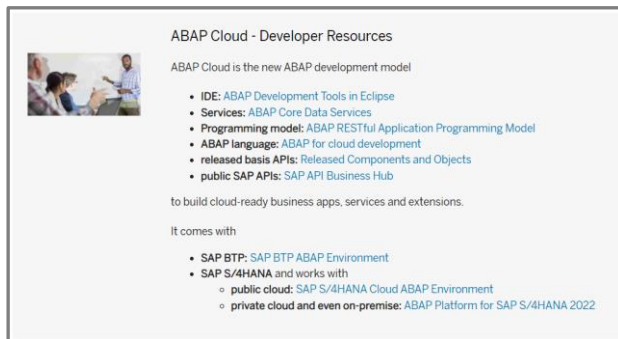 ABAP Cloud - Developer Resources
ABAP Cloud is the new ABAP development model
• IDE: ABAP Development Tools in Eclipse
• Services: ABAP Core Data Services
• Programming model: ABAP RESTful Application Programming Model
• ABAP language: ABAP for cloud development
• released basis APIs: Released Components and Objects
• public SAP APIs: SAP API Business Hub
to build cloud-ready business apps, services and extensions.
It comes with
• SAP BTP: SAP BTP ABAP Environment
• SAP S/4HANA and works with
○ public cloud: SAP S/4HANA Cloud ABAP Environment
○ private cloud and even on-premise: ABAP Platform for SAP S/4HANA 2022